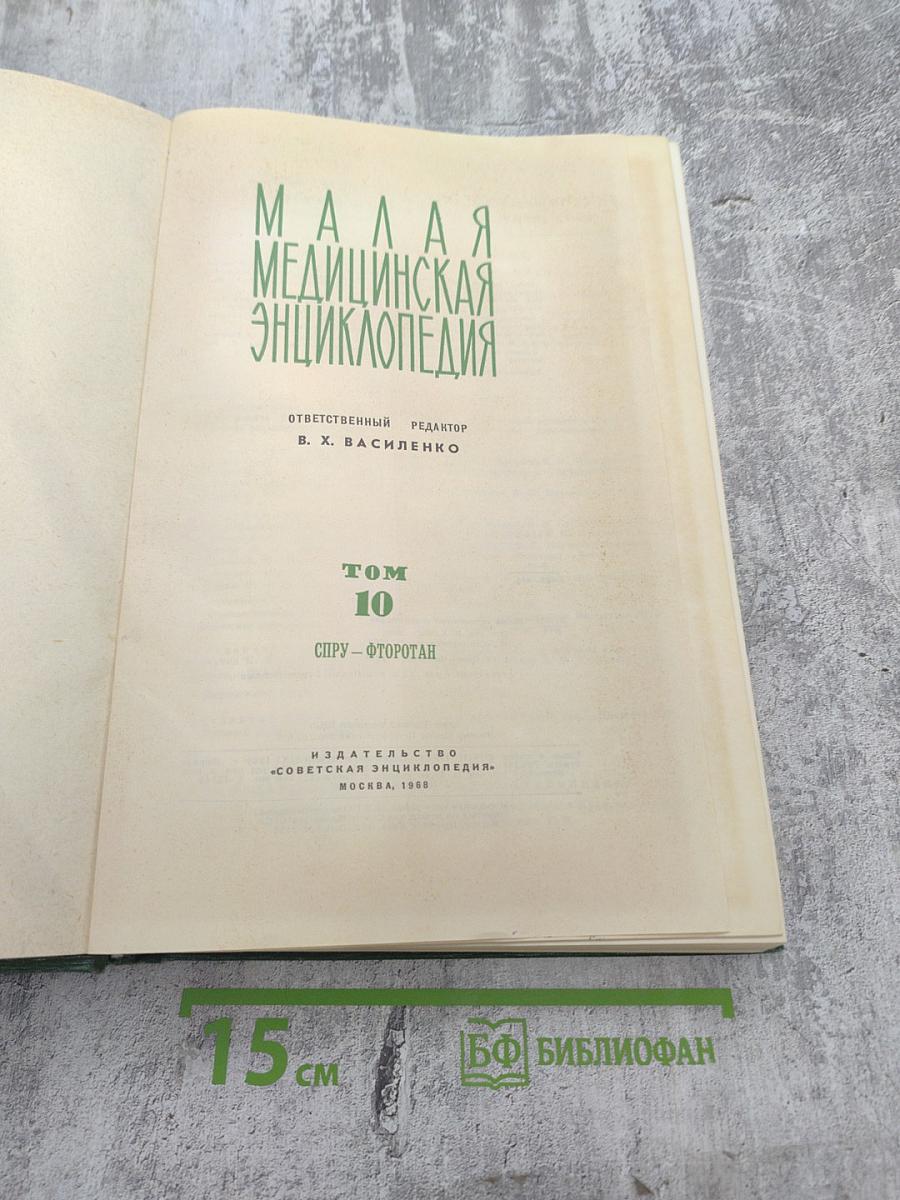 МАЛАЯ
МЕДИЦИНСКАЯ
ЭНЦИКЛОПЕДИЯ
ОТВЕТСТВЕННЫЙ РЕДАКТОР
В. Х. ВАСИЛЕНКО
ТОМ
10
СПРУ — ФТОРОТАН
ИЗДАТЕЛЬСТВО
«СОВЕТСКАЯ ЭНЦИКЛОПЕДИЯ»
МОСКВА, 1968
15 см
БФ БИБЛИОФАН